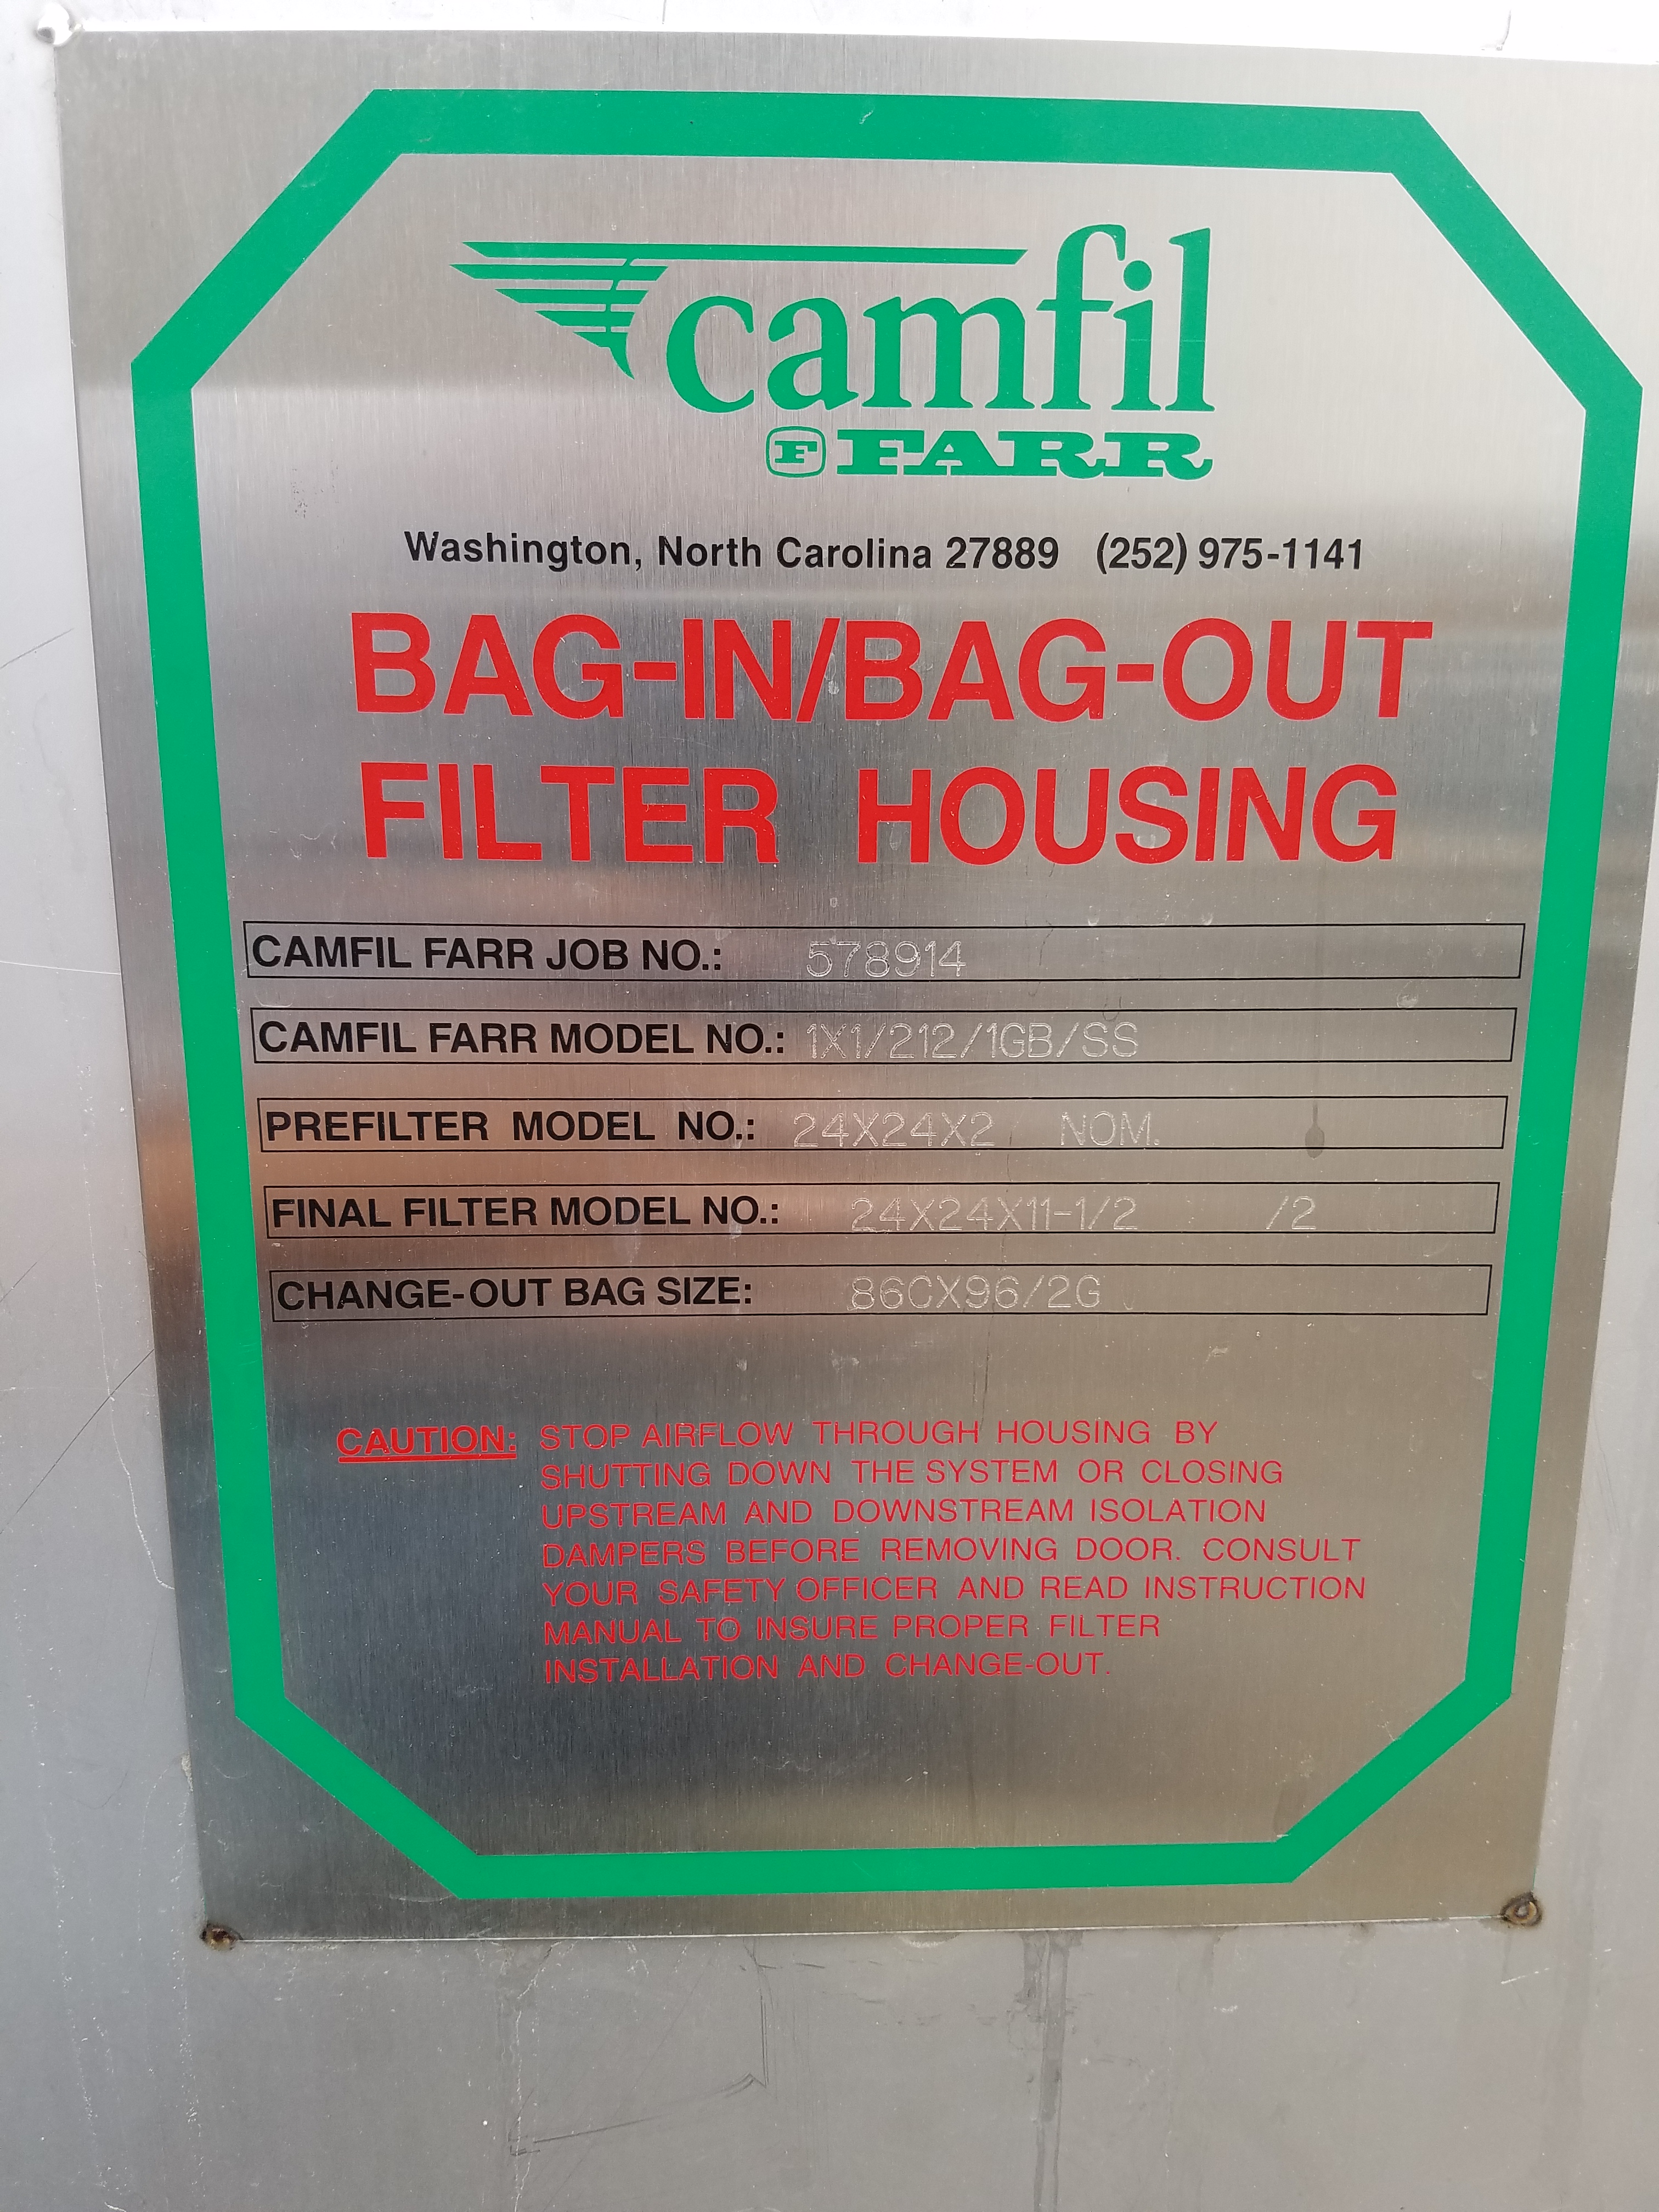 camfil
F FARR
Washington, North Carolina 27889 (252) 975-1141
BAG-IN/BAG-OUT
FILTER HOUSING
CAMFIL FARR JOB NO.: 578914
CAMFIL FARR MODEL NO.: 1X1/212/1GB/SS
PREFILTER MODEL NO.: 24X24X2 NOM.
FINAL FILTER MODEL NO.: 24X24X11-1/2 /2
CHANGE-OUT BAG SIZE: 86CX96/2G
CAUTION: STOP AIRFLOW THROUGH HOUSING BY
SHUTTING DOWN THE SYSTEM OR CLOSING
UPSTREAM AND DOWNSTREAM ISOLATION
DAMPERS BEFORE REMOVING DOOR. CONSULT
YOUR SAFETY OFFICER AND READ INSTRUCTION
MANUAL TO INSURE PROPER FILTER
INSTALLATION AND CHANGE-OUT.